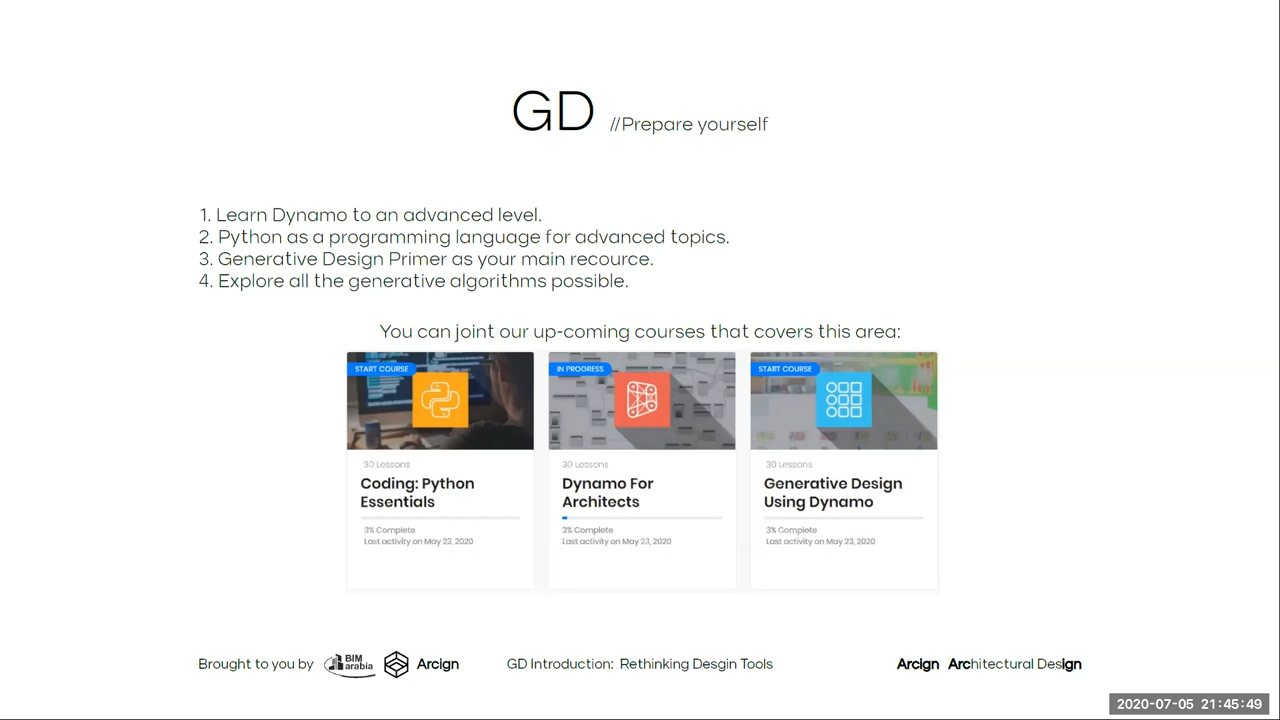 GD //Prepare yourself
1. Learn Dynamo to an advanced level.
2. Python as a programming language for advanced topics.
3. Generative Design Primer as your main recource.
4. Explore all the generative algorithms possible.
You can joint our up-coming courses that covers this area:
START COURSE
30 Lessons
Coding: Python
Essentials
3% Complete
Last activity on May 23, 2020
IN PROGRESS
30 Lessons
Dynamo For
Architects
3% Complete
Last activity on May 23, 2020
START COURSE
30 Lessons
Generative Design
Using Dynamo
3% Complete
Last activity on May 23, 2020
Brought to you by BIM arabia Arcign
GD Introduction: Rethinking Desgin Tools
Arcign Architectural Design
2020-07-05 21:45:49